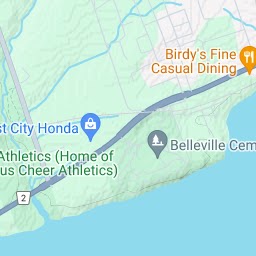 Birdy's Fine
Casual Dining
st City Honda
Athletics (Home of
us Cheer Athletics)
Belleville Cem
2